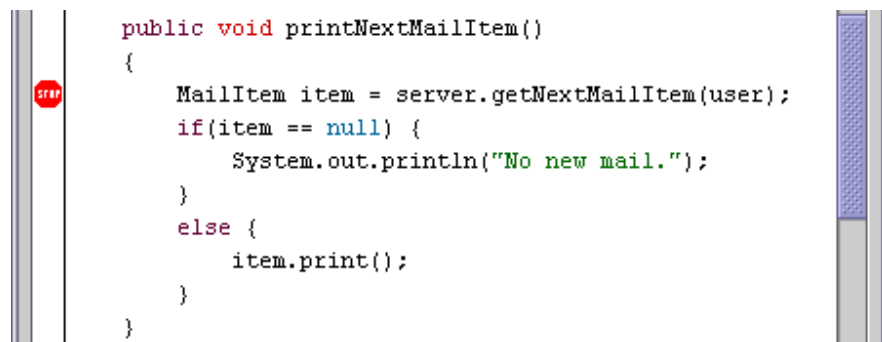 public void printNextMailItem()
{
STOP MailItem item = server.getNextMailItem(user);
if(item == null) {
System.out.println("No new mail.");
}
else {
item.print();
}
}